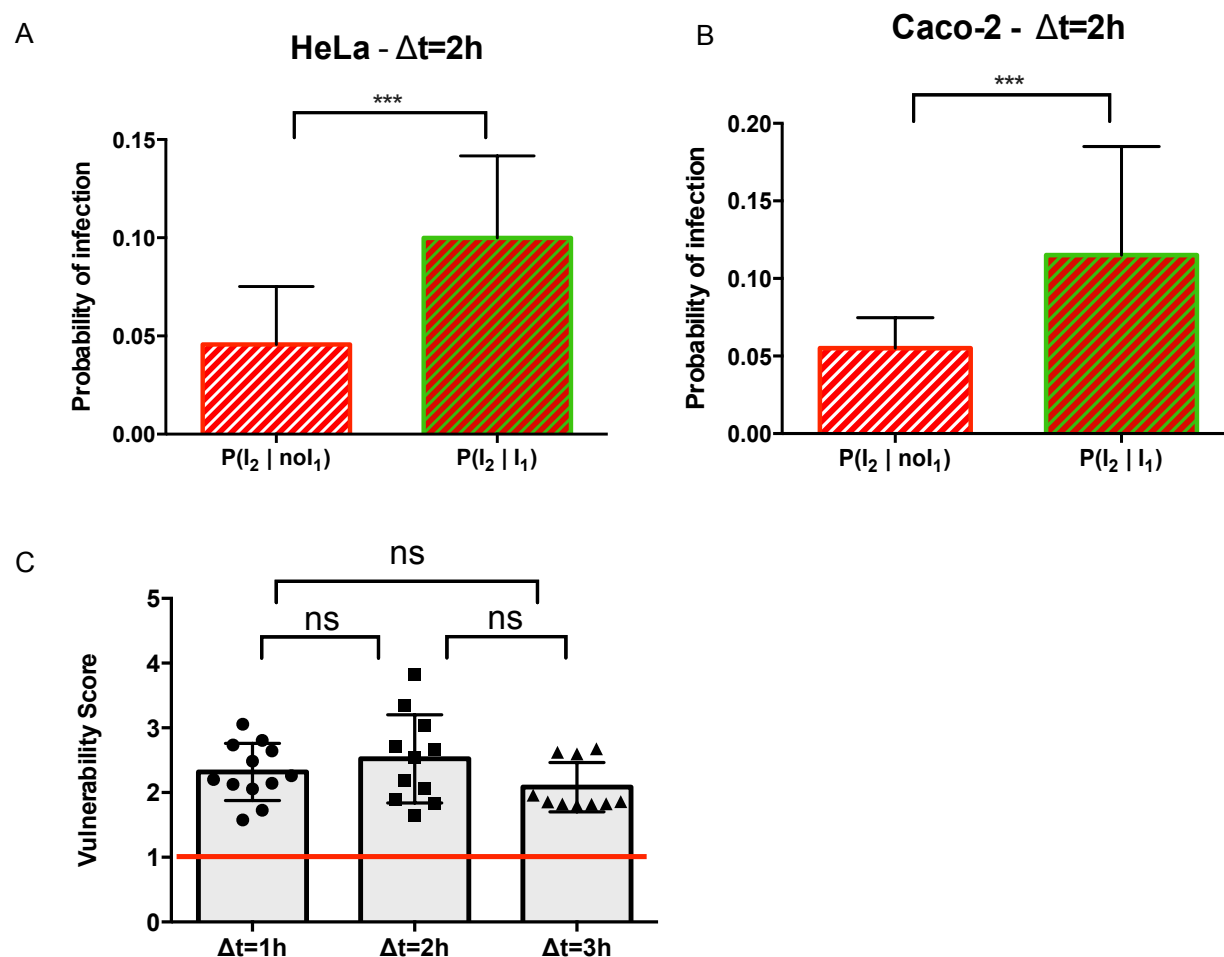 A
HeLa - Δt=2h
***
Probability of infection
0.15
0.10
0.05
0.00
P(I₂ | noI₁)
P(I₂ | I₁)
B
Caco-2 - Δt=2h
***
Probability of infection
0.20
0.15
0.10
0.05
0.00
P(I₂ | noI₁)
P(I₂ | I₁)
C
ns
ns
ns
Vulnerability Score
5
4
3
2
1
0
Δt=1h
Δt=2h
Δt=3h